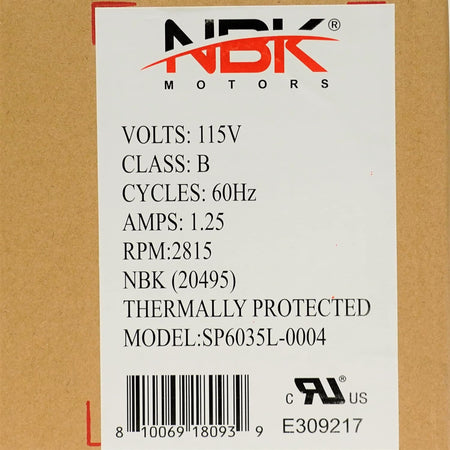 NBK®
MOTORS
VOLTS: 115V
CLASS: B
CYCLES: 60Hz
AMPS: 1.25
RPM:2815
NBK (20495)
THERMALLY PROTECTED
MODEL:SP6035L-0004
c RU® US
8 10069 18093 9
E309217